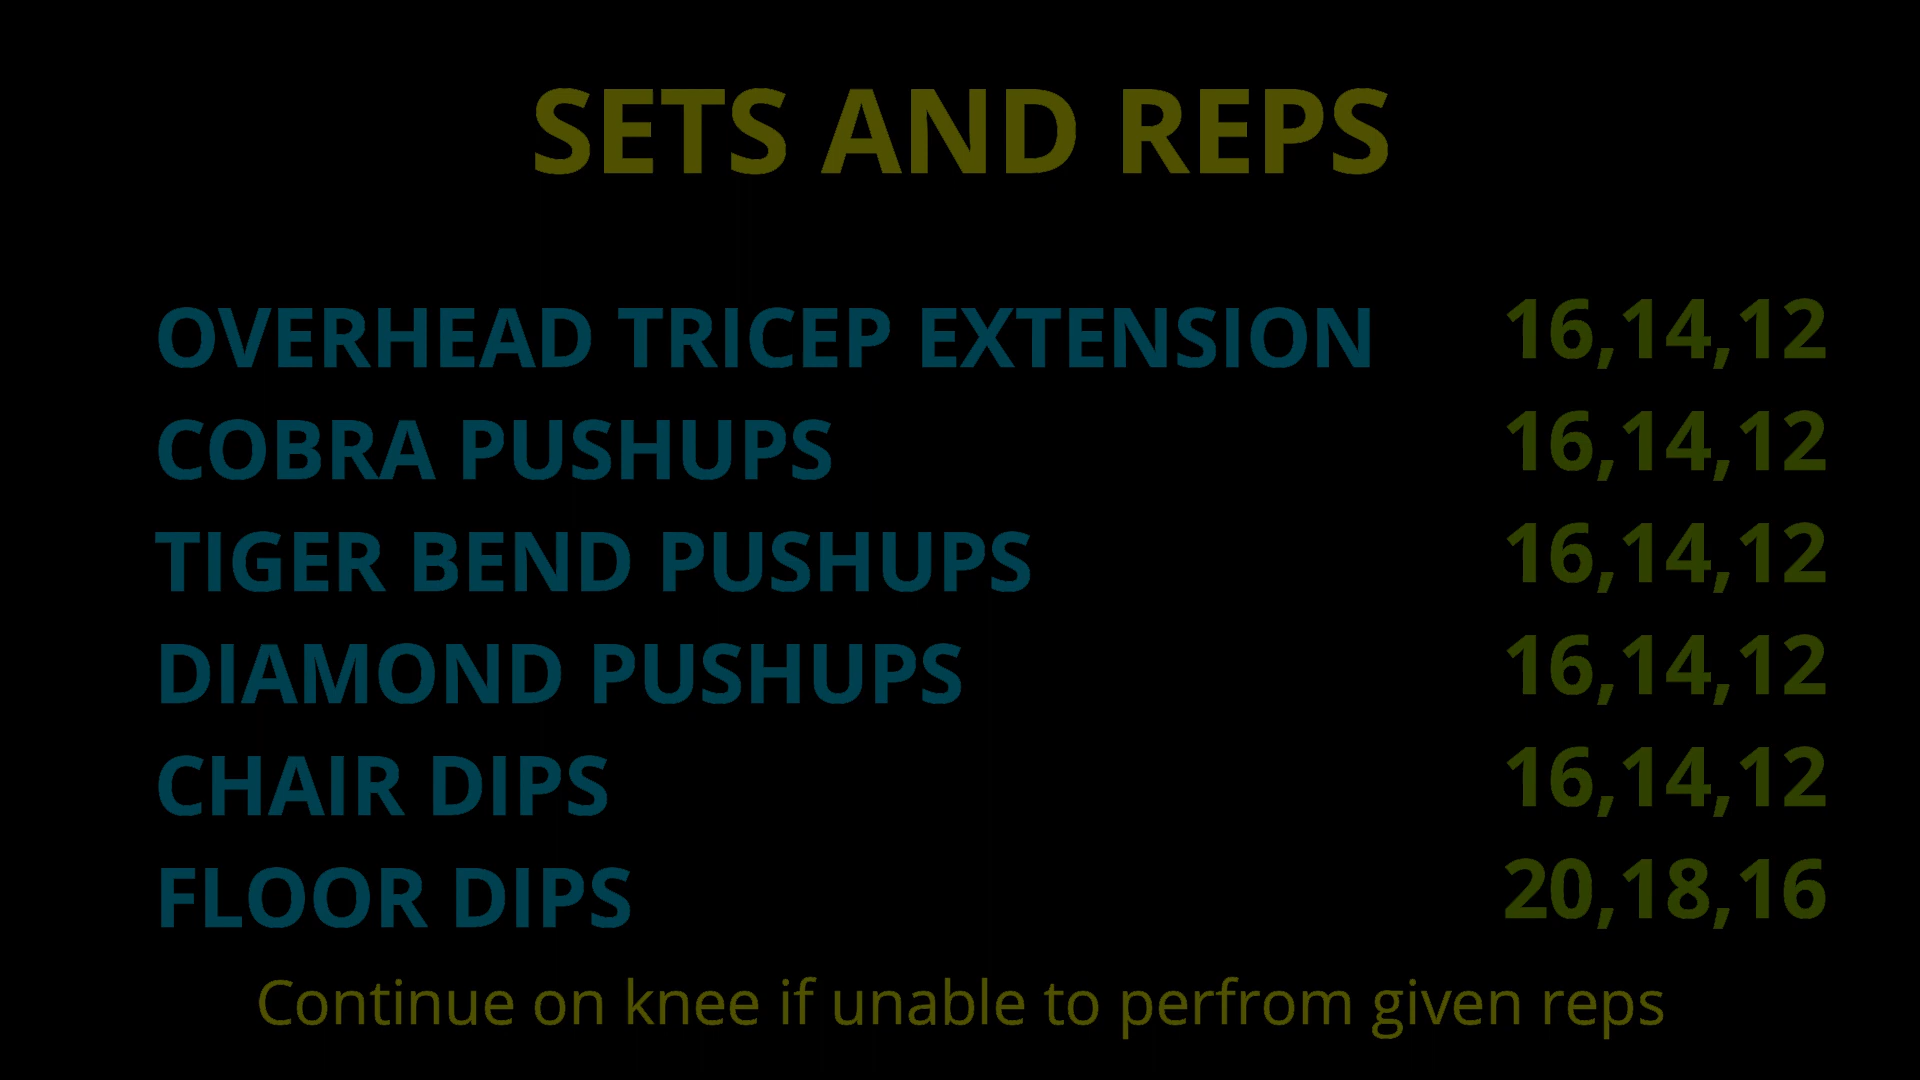 SETS AND REPS
OVERHEAD TRICEP EXTENSION 16,14,12
COBRA PUSHUPS 16,14,12
TIGER BEND PUSHUPS 16,14,12
DIAMOND PUSHUPS 16,14,12
CHAIR DIPS 16,14,12
FLOOR DIPS 20,18,16
Continue on knee if unable to perfrom given reps